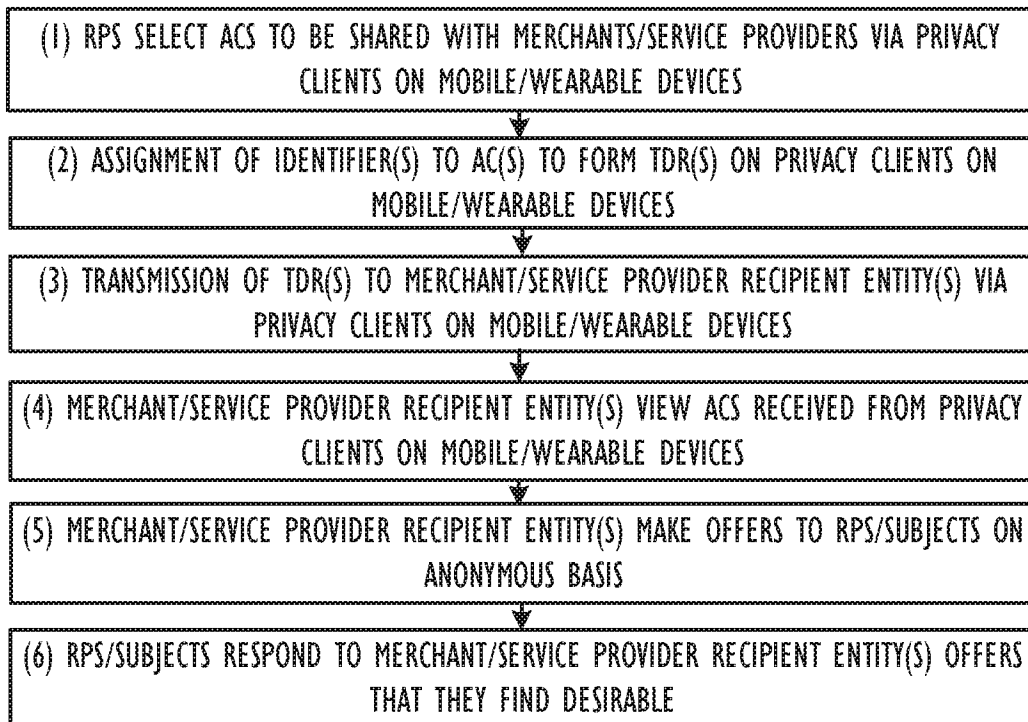 (1) RPS SELECT ACS TO BE SHARED WITH MERCHANTS/SERVICE PROVIDERS VIA PRIVACY
CLIENTS ON MOBILE/WEARABLE DEVICES
(2) ASSIGNMENT OF IDENTIFIER(S) TO AC(S) TO FORM TDR(S) ON PRIVACY CLIENTS ON
MOBILE/WEARABLE DEVICES
(3) TRANSMISSION OF TDR(S) TO MERCHANT/SERVICE PROVIDER RECIPIENT ENTITY(S) VIA
PRIVACY CLIENTS ON MOBILE/WEARABLE DEVICES
(4) MERCHANT/SERVICE PROVIDER RECIPIENT ENTITY(S) VIEW ACS RECEIVED FROM PRIVACY
CLIENTS ON MOBILE/WEARABLE DEVICES
(5) MERCHANT/SERVICE PROVIDER RECIPIENT ENTITY(S) MAKE OFFERS TO RPS/SUBJECTS ON
ANONYMOUS BASIS
(6) RPS/SUBJECTS RESPOND TO MERCHANT/SERVICE PROVIDER RECIPIENT ENTITY(S) OFFERS
THAT THEY FIND DESIRABLE